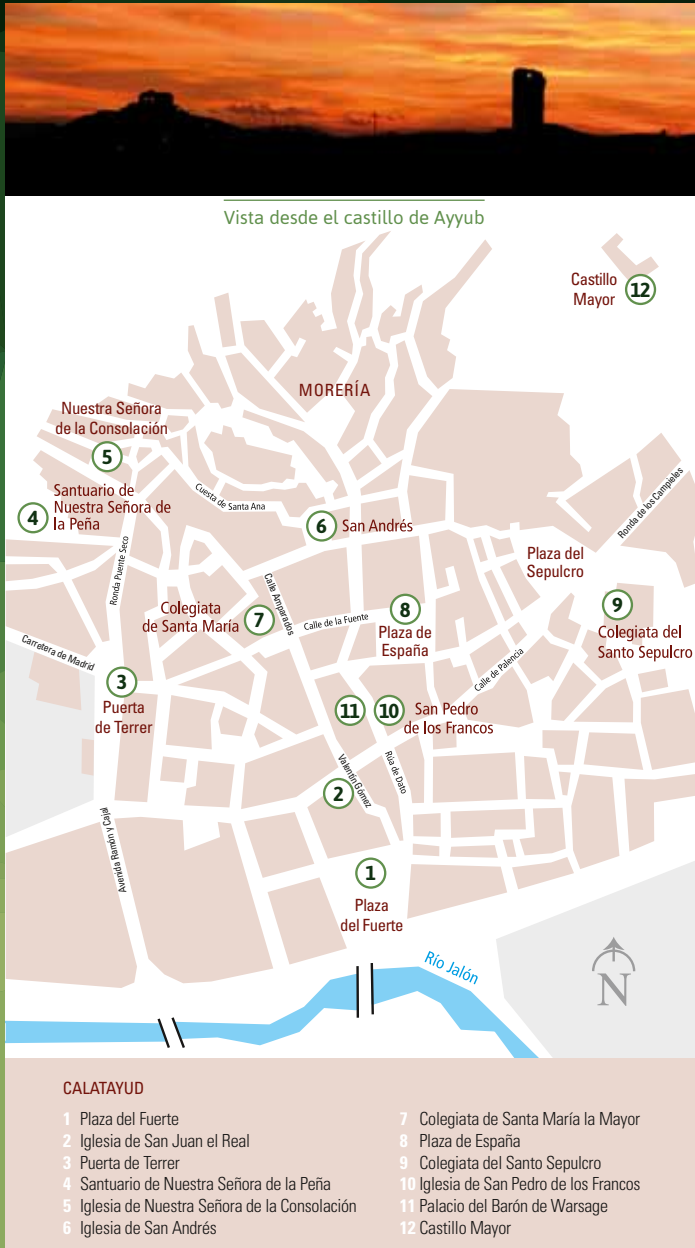 Vista desde el castillo de Ayyub
Castillo
Mayor
12
MORERÍA
Nuestra Señora
de la Consolación
5
Santuario de
Nuestra Señora de
la Peña
4
Cuesta de Santa Ana
6
San Andrés
Ronda de los Campieles
Plaza del
Sepulcro
Ronda Puente Seco
Calle Amparados
Colegiata
de Santa María
7
Calle de la Fuente
8
Plaza de
España
9
Colegiata del
Santo Sepulcro
Carretera de Madrid
3
Puerta
de Terrer
Calle de Palencia
11
10
San Pedro
de los Francos
Valentín Gómez
Rúa de Dato
2
Avenida Ramón y Cajal
1
Plaza
del Fuerte
Río Jalón
N
CALATAYUD
1 Plaza del Fuerte
2 Iglesia de San Juan el Real
3 Puerta de Terrer
4 Santuario de Nuestra Señora de la Peña
5 Iglesia de Nuestra Señora de la Consolación
6 Iglesia de San Andrés
7 Colegiata de Santa María la Mayor
8 Plaza de España
9 Colegiata del Santo Sepulcro
10 Iglesia de San Pedro de los Francos
11 Palacio del Barón de Warsage
12 Castillo Mayor